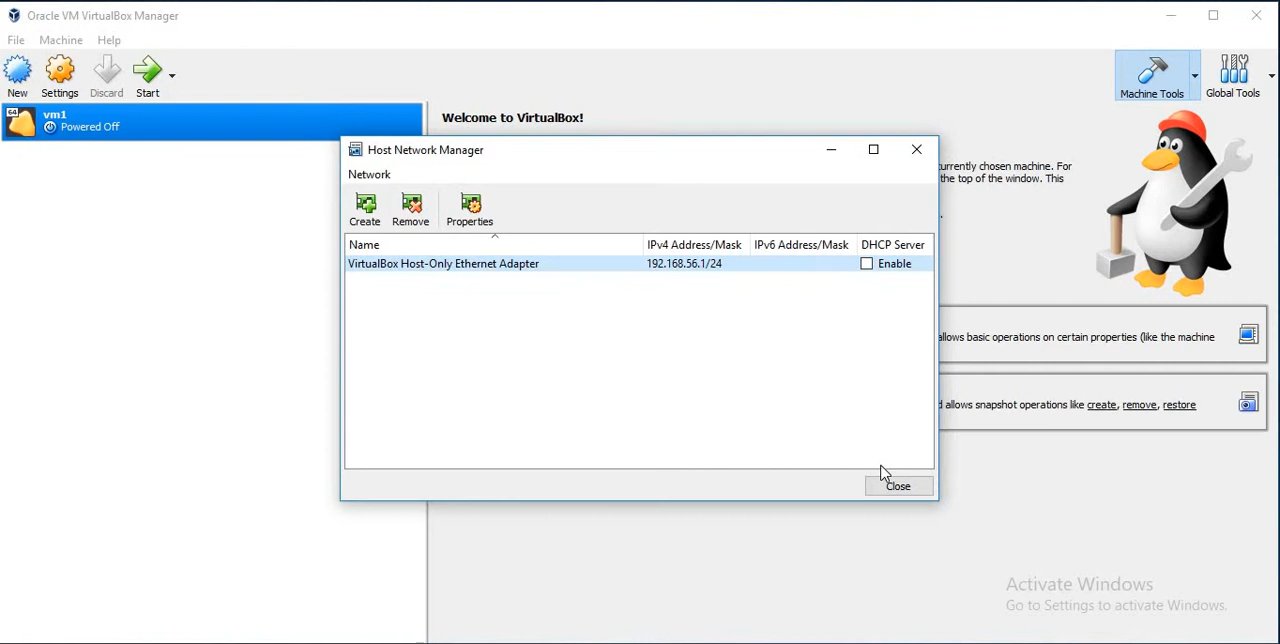 Oracle VM VirtualBox Manager
File Machine Help
New Settings Discard Start
Machine Tools Global Tools
64
vm1
Powered Off
Welcome to VirtualBox!
urrently chosen machine. For
the top of the window. This
.
Host Network Manager
Network
Create Remove Properties
Name IPv4 Address/Mask IPv6 Address/Mask DHCP Server
VirtualBox Host-Only Ethernet Adapter 192.168.56.1/24 Enable
allows basic operations on certain properties (like the machine
d allows snapshot operations like create, remove, restore
Close
Activate Windows
Go to Settings to activate Windows.